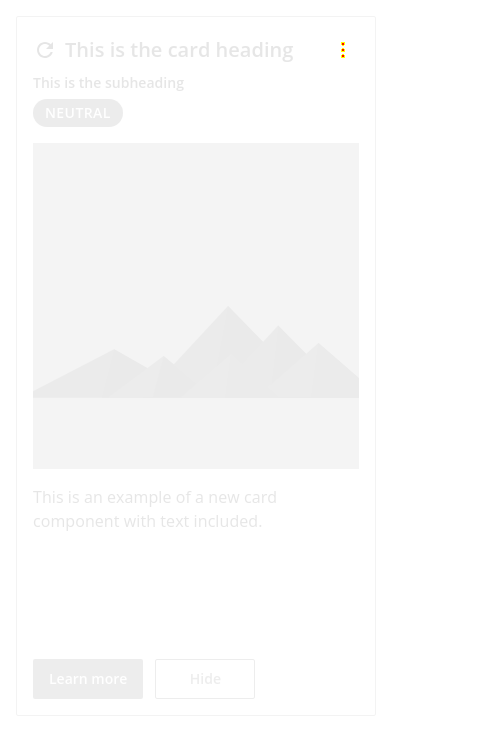 This is the card heading
This is the subheading
NEUTRAL
This is an example of a new card
component with text included.
Learn more
Hide